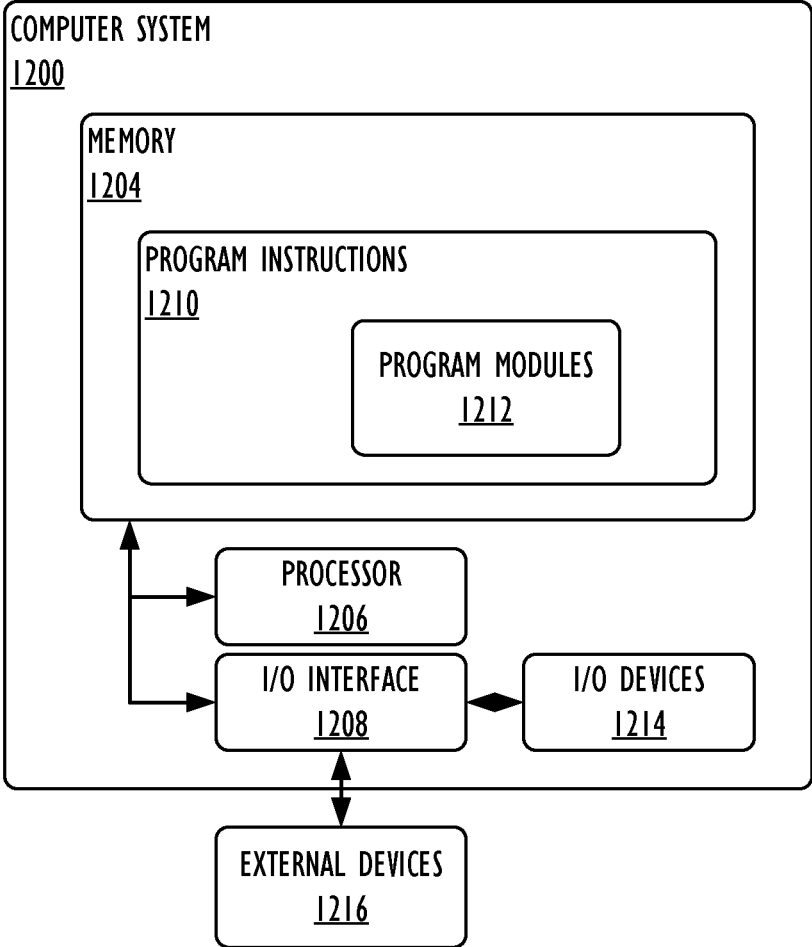 COMPUTER SYSTEM
1200
MEMORY
1204
PROGRAM INSTRUCTIONS
1210
PROGRAM MODULES
1212
PROCESSOR
1206
I/O INTERFACE
1208
I/O DEVICES
1214
EXTERNAL DEVICES
1216